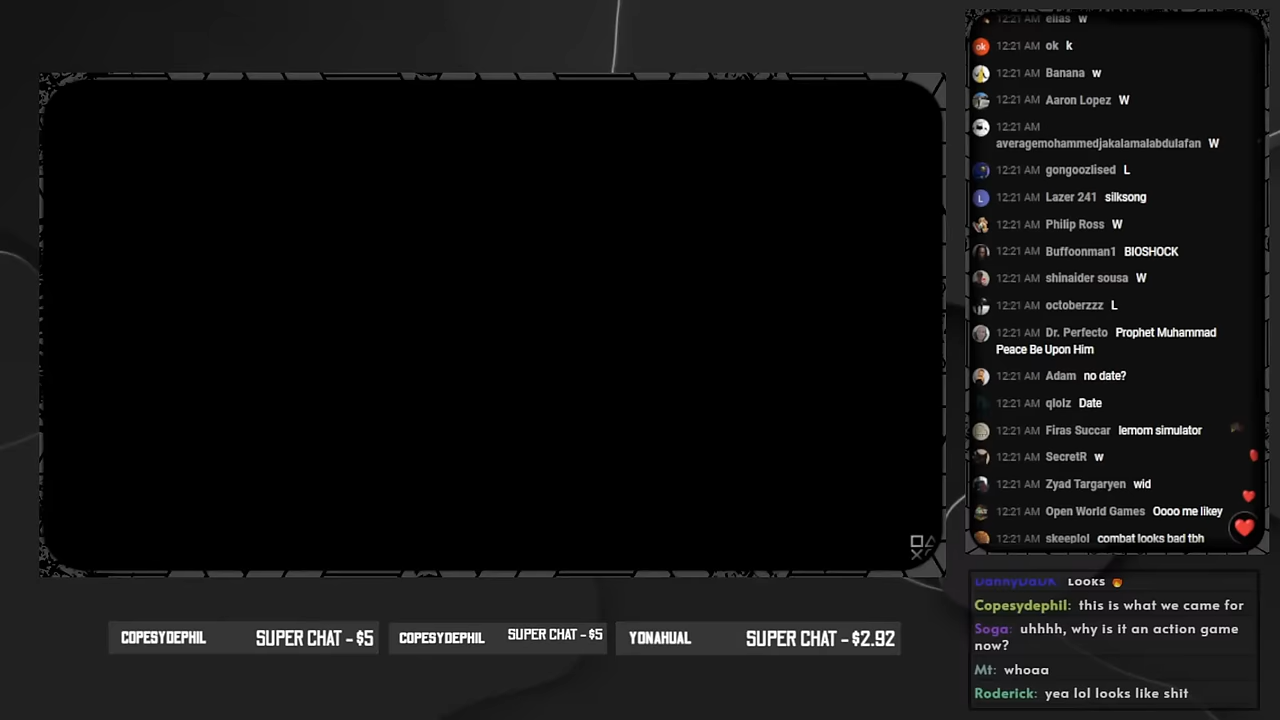 12:21 AM elias w
12:21 AM ok k
12:21 AM Banana w
12:21 AM Aaron Lopez W
12:21 AM
averagemohammedjakalamalabdulafan W
12:21 AM gongoozlised L
12:21 AM Lazer 241 silksong
12:21 AM Philip Ross W
12:21 AM Buffoonman1 BIOSHOCK
12:21 AM shinaider sousa W
12:21 AM octoberzzz L
12:21 AM Dr. Perfecto Prophet Muhammad
Peace Be Upon Him
12:21 AM Adam no date?
12:21 AM qlolz Date
12:21 AM Firas Succar lemom simulator
12:21 AM SecretR w
12:21 AM Zyad Targaryen wid
12:21 AM Open World Games Oooo me likey
12:21 AM skeeplol combat looks bad tbh
DannyDaDK Looks
Copesydephil: this is what we came for
Soga: uhhhh, why is it an action game
now?
Mt: whoaa
Roderick: yea lol looks like shit
COPESYDEPHIL SUPER CHAT - $5
COPESYDEPHIL SUPER CHAT - $5
YONAHUAL SUPER CHAT - $2.92